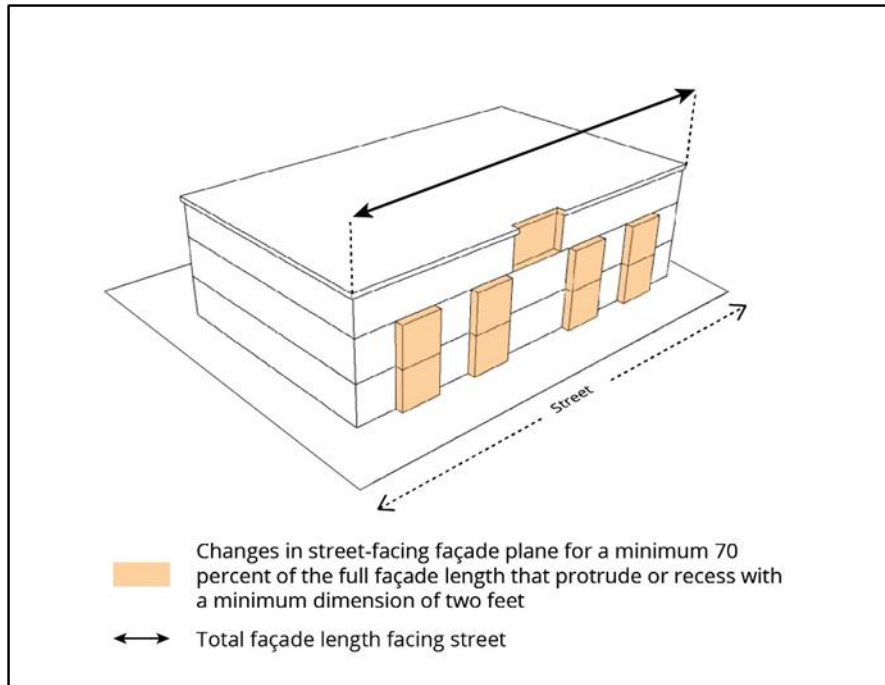 Street
Changes in street-facing façade plane for a minimum 70
percent of the full façade length that protrude or recess with
a minimum dimension of two feet
Total façade length facing street